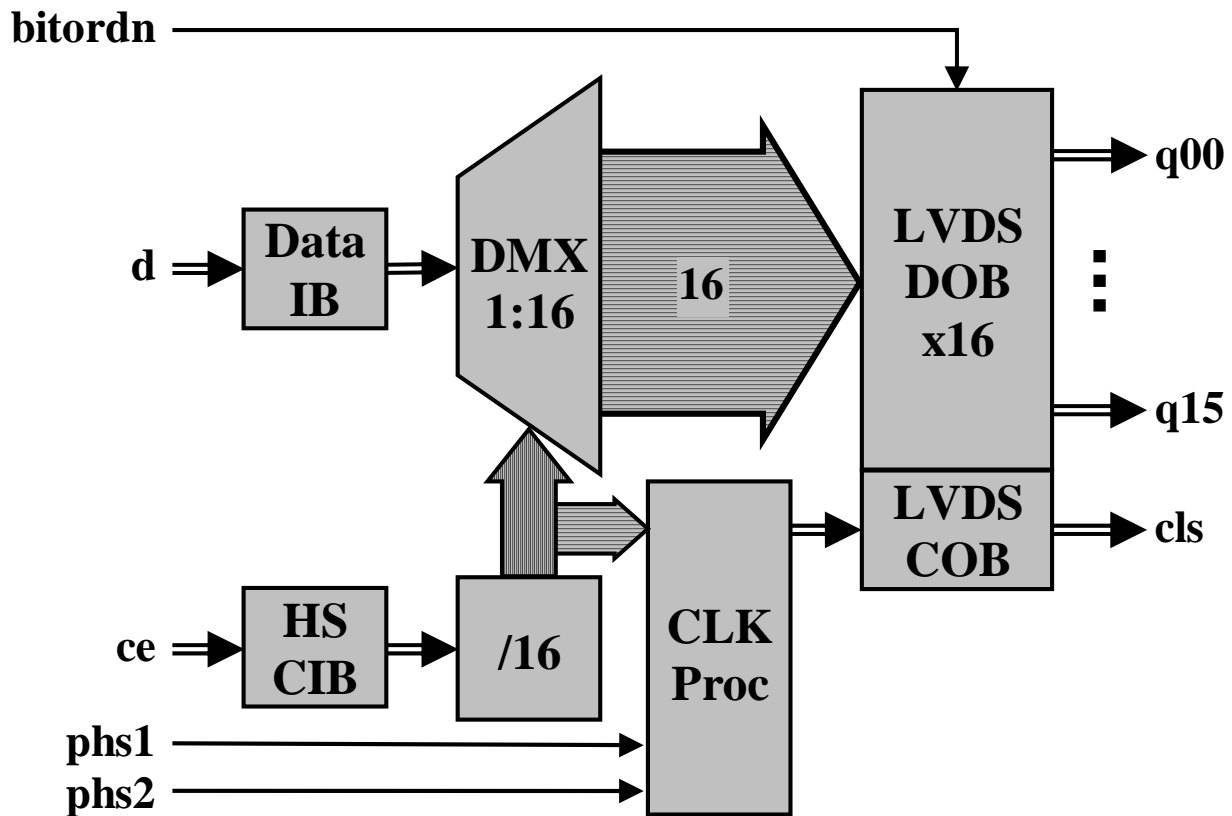 bitordn
q00
d
Data
IB
DMX
1:16
16
LVDS
DOB
x16
q15
ce
HS
CIB
/16
CLK
Proc
LVDS
COB
cls
phs1
phs2